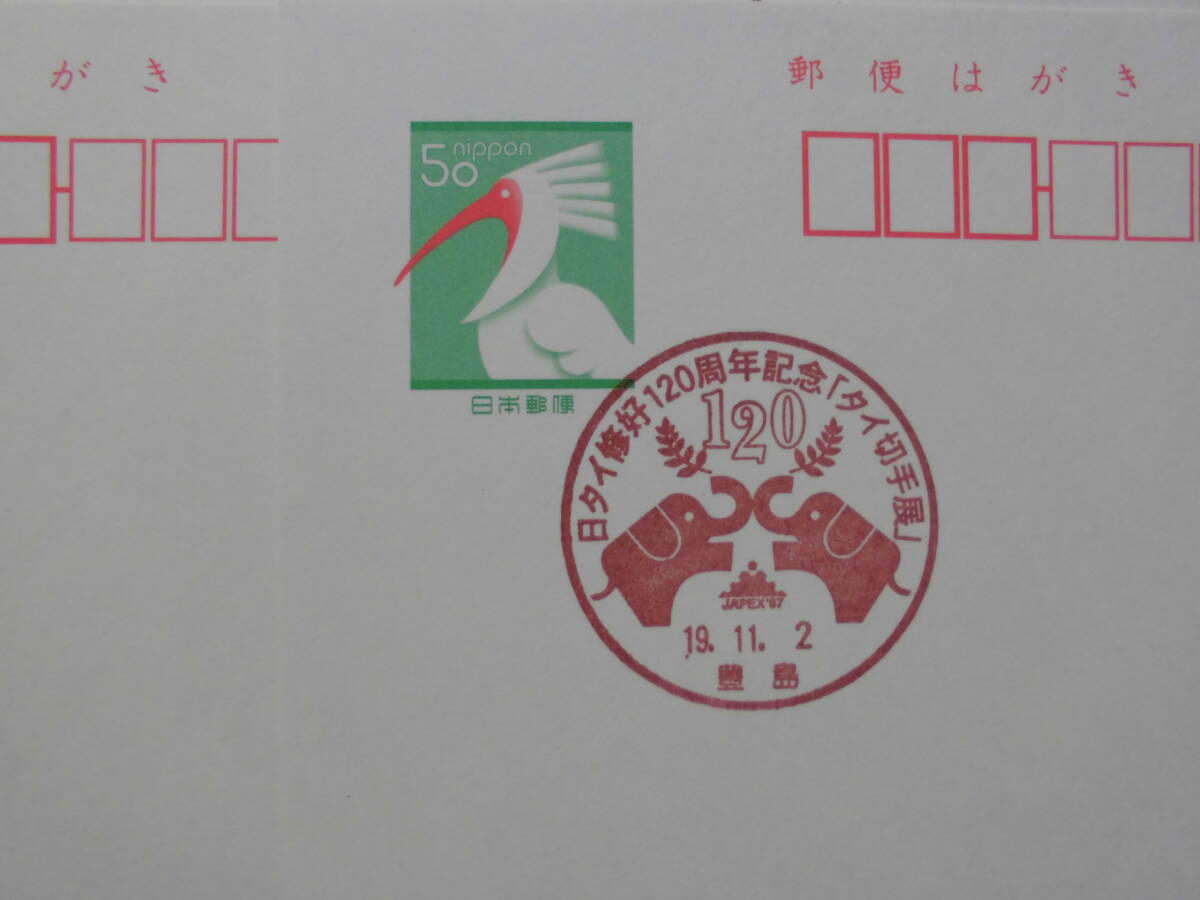 がき
郵便はがき
nippon
50
日本郵便
日タイ修好120周年記念「タイ切手展」
120
JAPEX'07
19.11.2
豊島